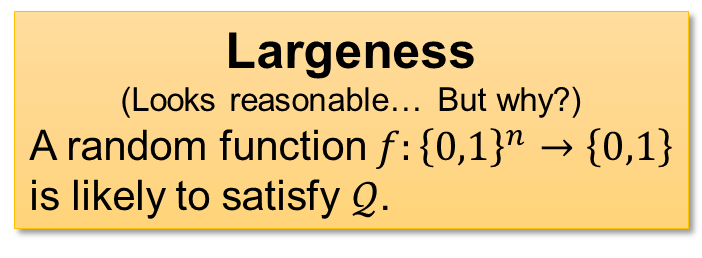 Largeness
(Looks reasonable… But why?)
A random function 𝑓: {0,1}ⁿ → {0,1}
is likely to satisfy 𝒬.